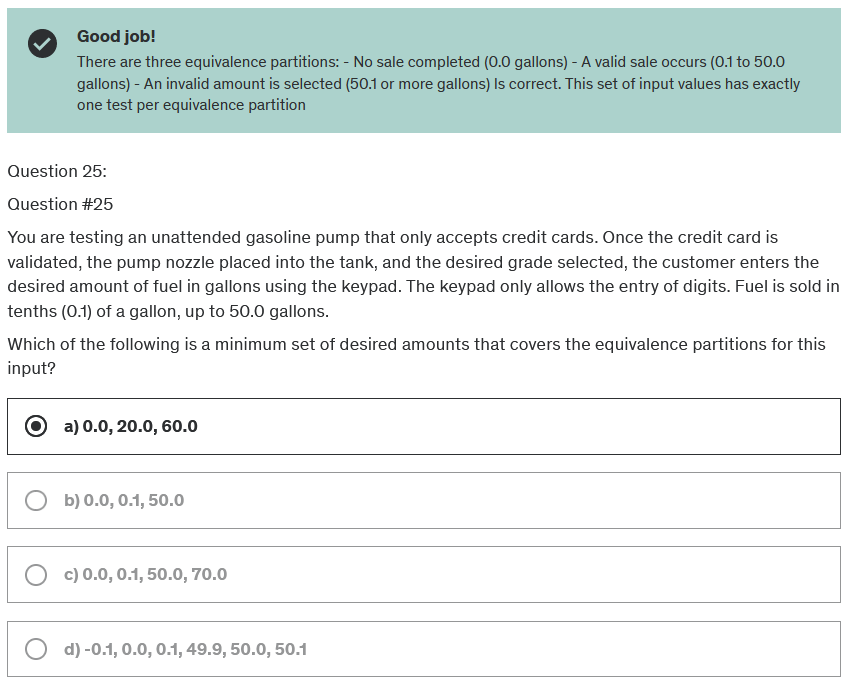 Good job!
There are three equivalence partitions: - No sale completed (0.0 gallons) - A valid sale occurs (0.1 to 50.0
gallons) - An invalid amount is selected (50.1 or more gallons) Is correct. This set of input values has exactly
one test per equivalence partition
Question 25:
Question #25
You are testing an unattended gasoline pump that only accepts credit cards. Once the credit card is
validated, the pump nozzle placed into the tank, and the desired grade selected, the customer enters the
desired amount of fuel in gallons using the keypad. The keypad only allows the entry of digits. Fuel is sold in
tenths (0.1) of a gallon, up to 50.0 gallons.
Which of the following is a minimum set of desired amounts that covers the equivalence partitions for this
input?
a) 0.0, 20.0, 60.0
b) 0.0, 0.1, 50.0
c) 0.0, 0.1, 50.0, 70.0
d) -0.1, 0.0, 0.1, 49.9, 50.0, 50.1